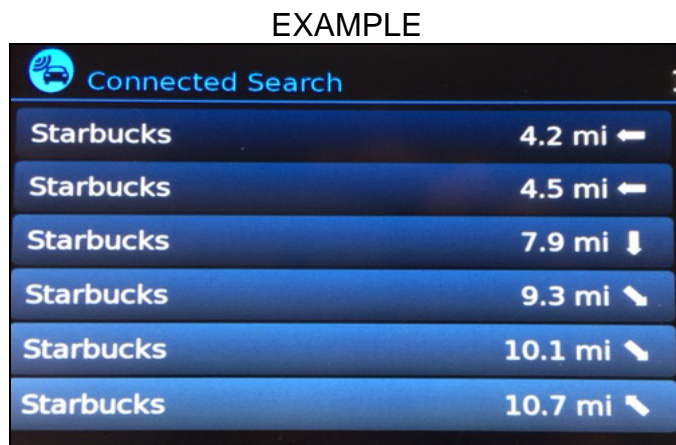 EXAMPLE
Connected Search
Starbucks 4.2 mi
Starbucks 4.5 mi
Starbucks 7.9 mi
Starbucks 9.3 mi
Starbucks 10.1 mi
Starbucks 10.7 mi